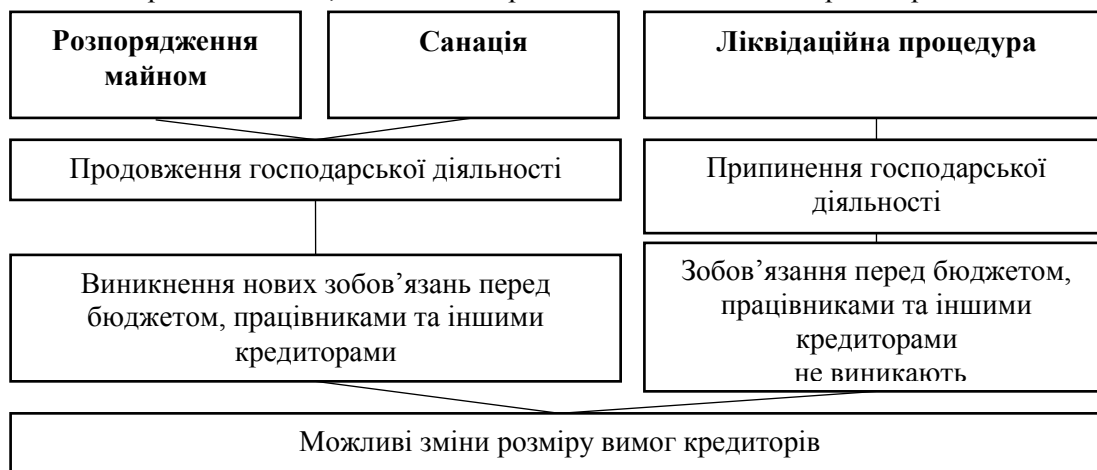 Розпорядження
майном
Санація
Ліквідаційна процедура
Продовження господарської діяльності
Припинення господарської
діяльності
Виникнення нових зобов’язань перед
бюджетом, працівниками та іншими
кредиторами
Зобов’язання перед бюджетом,
працівниками та іншими
кредиторами
не виникають
Можливі зміни розміру вимог кредиторів